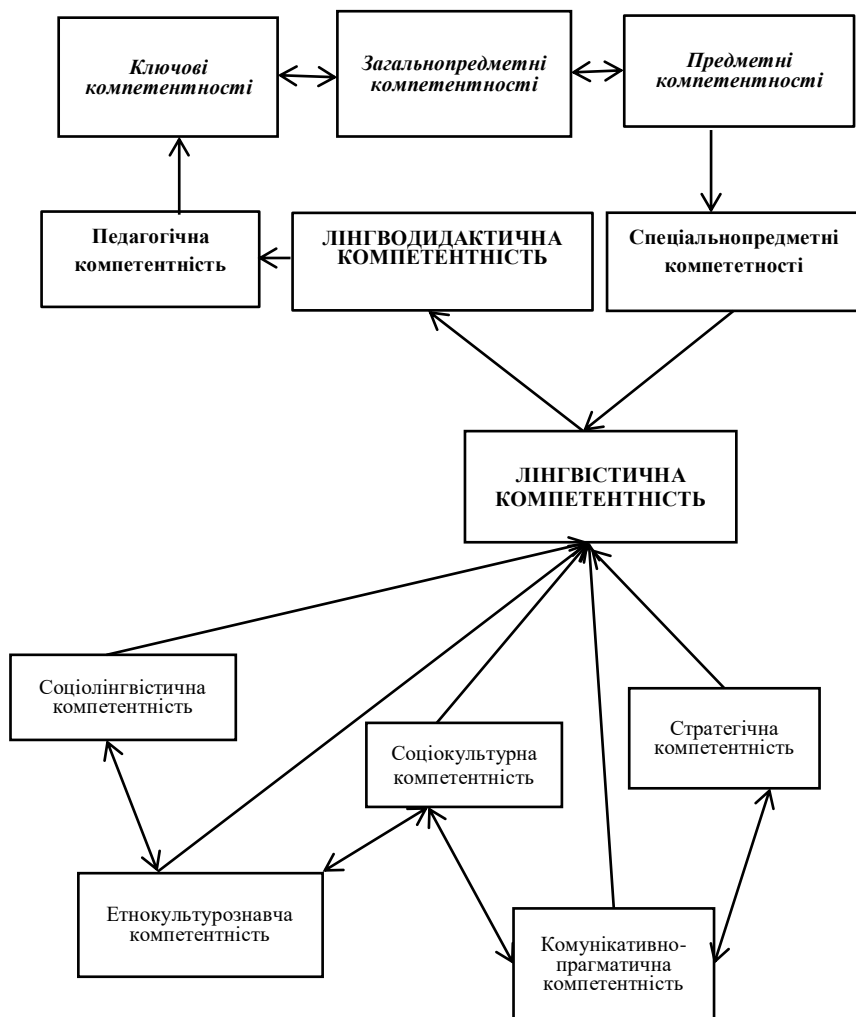 Ключові
компетентності
Загальнопредметні
компетентності
Предметні
компетентності
Педагогічна
компетентність
ЛІНГВОДИДАКТИЧНА
КОМПЕТЕНТНІСТЬ
Спеціальнопредметні
компететності
ЛІНГВІСТИЧНА
КОМПЕТЕНТНІСТЬ
Соціолінгвістична
компетентність
Соціокультурна
компетентність
Стратегічна
компетентність
Етнокультурознавча
компетентність
Комунікативно-
прагматична
компетентність